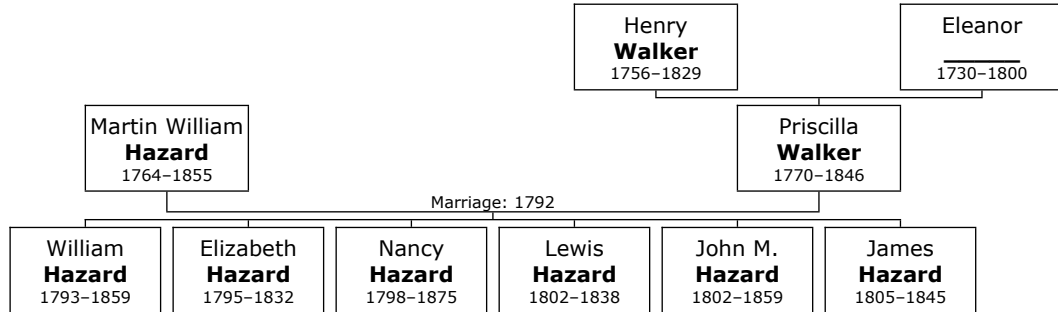 Henry
Walker
1756–1829
Eleanor
________
1730–1800
Martin William
Hazard
1764–1855
Priscilla
Walker
1770–1846
Marriage: 1792
William
Hazard
1793–1859
Elizabeth
Hazard
1795–1832
Nancy
Hazard
1798–1875
Lewis
Hazard
1802–1838
John M.
Hazard
1802–1859
James
Hazard
1805–1845